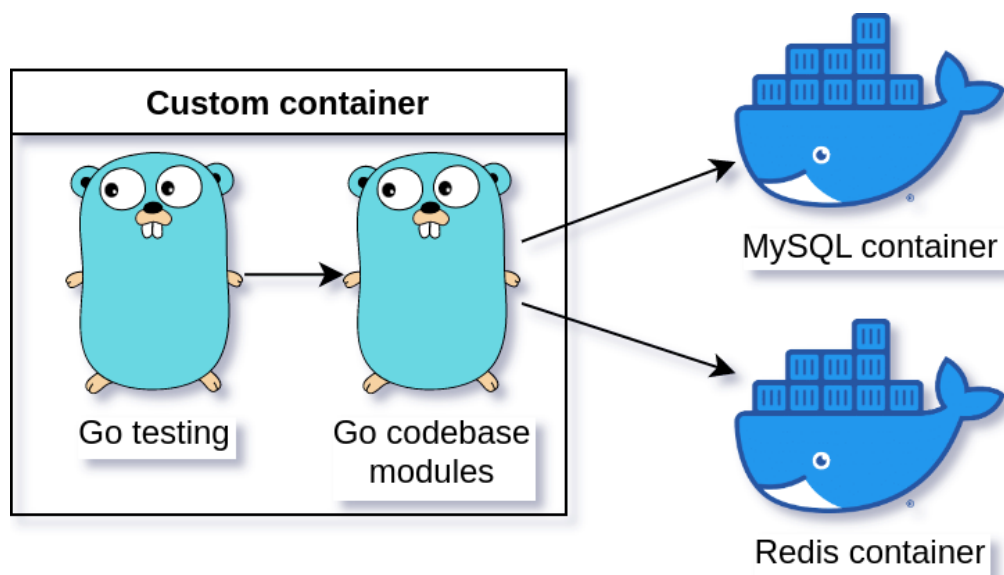 Custom container
Go testing
Go codebase
modules
MySQL container
Redis container